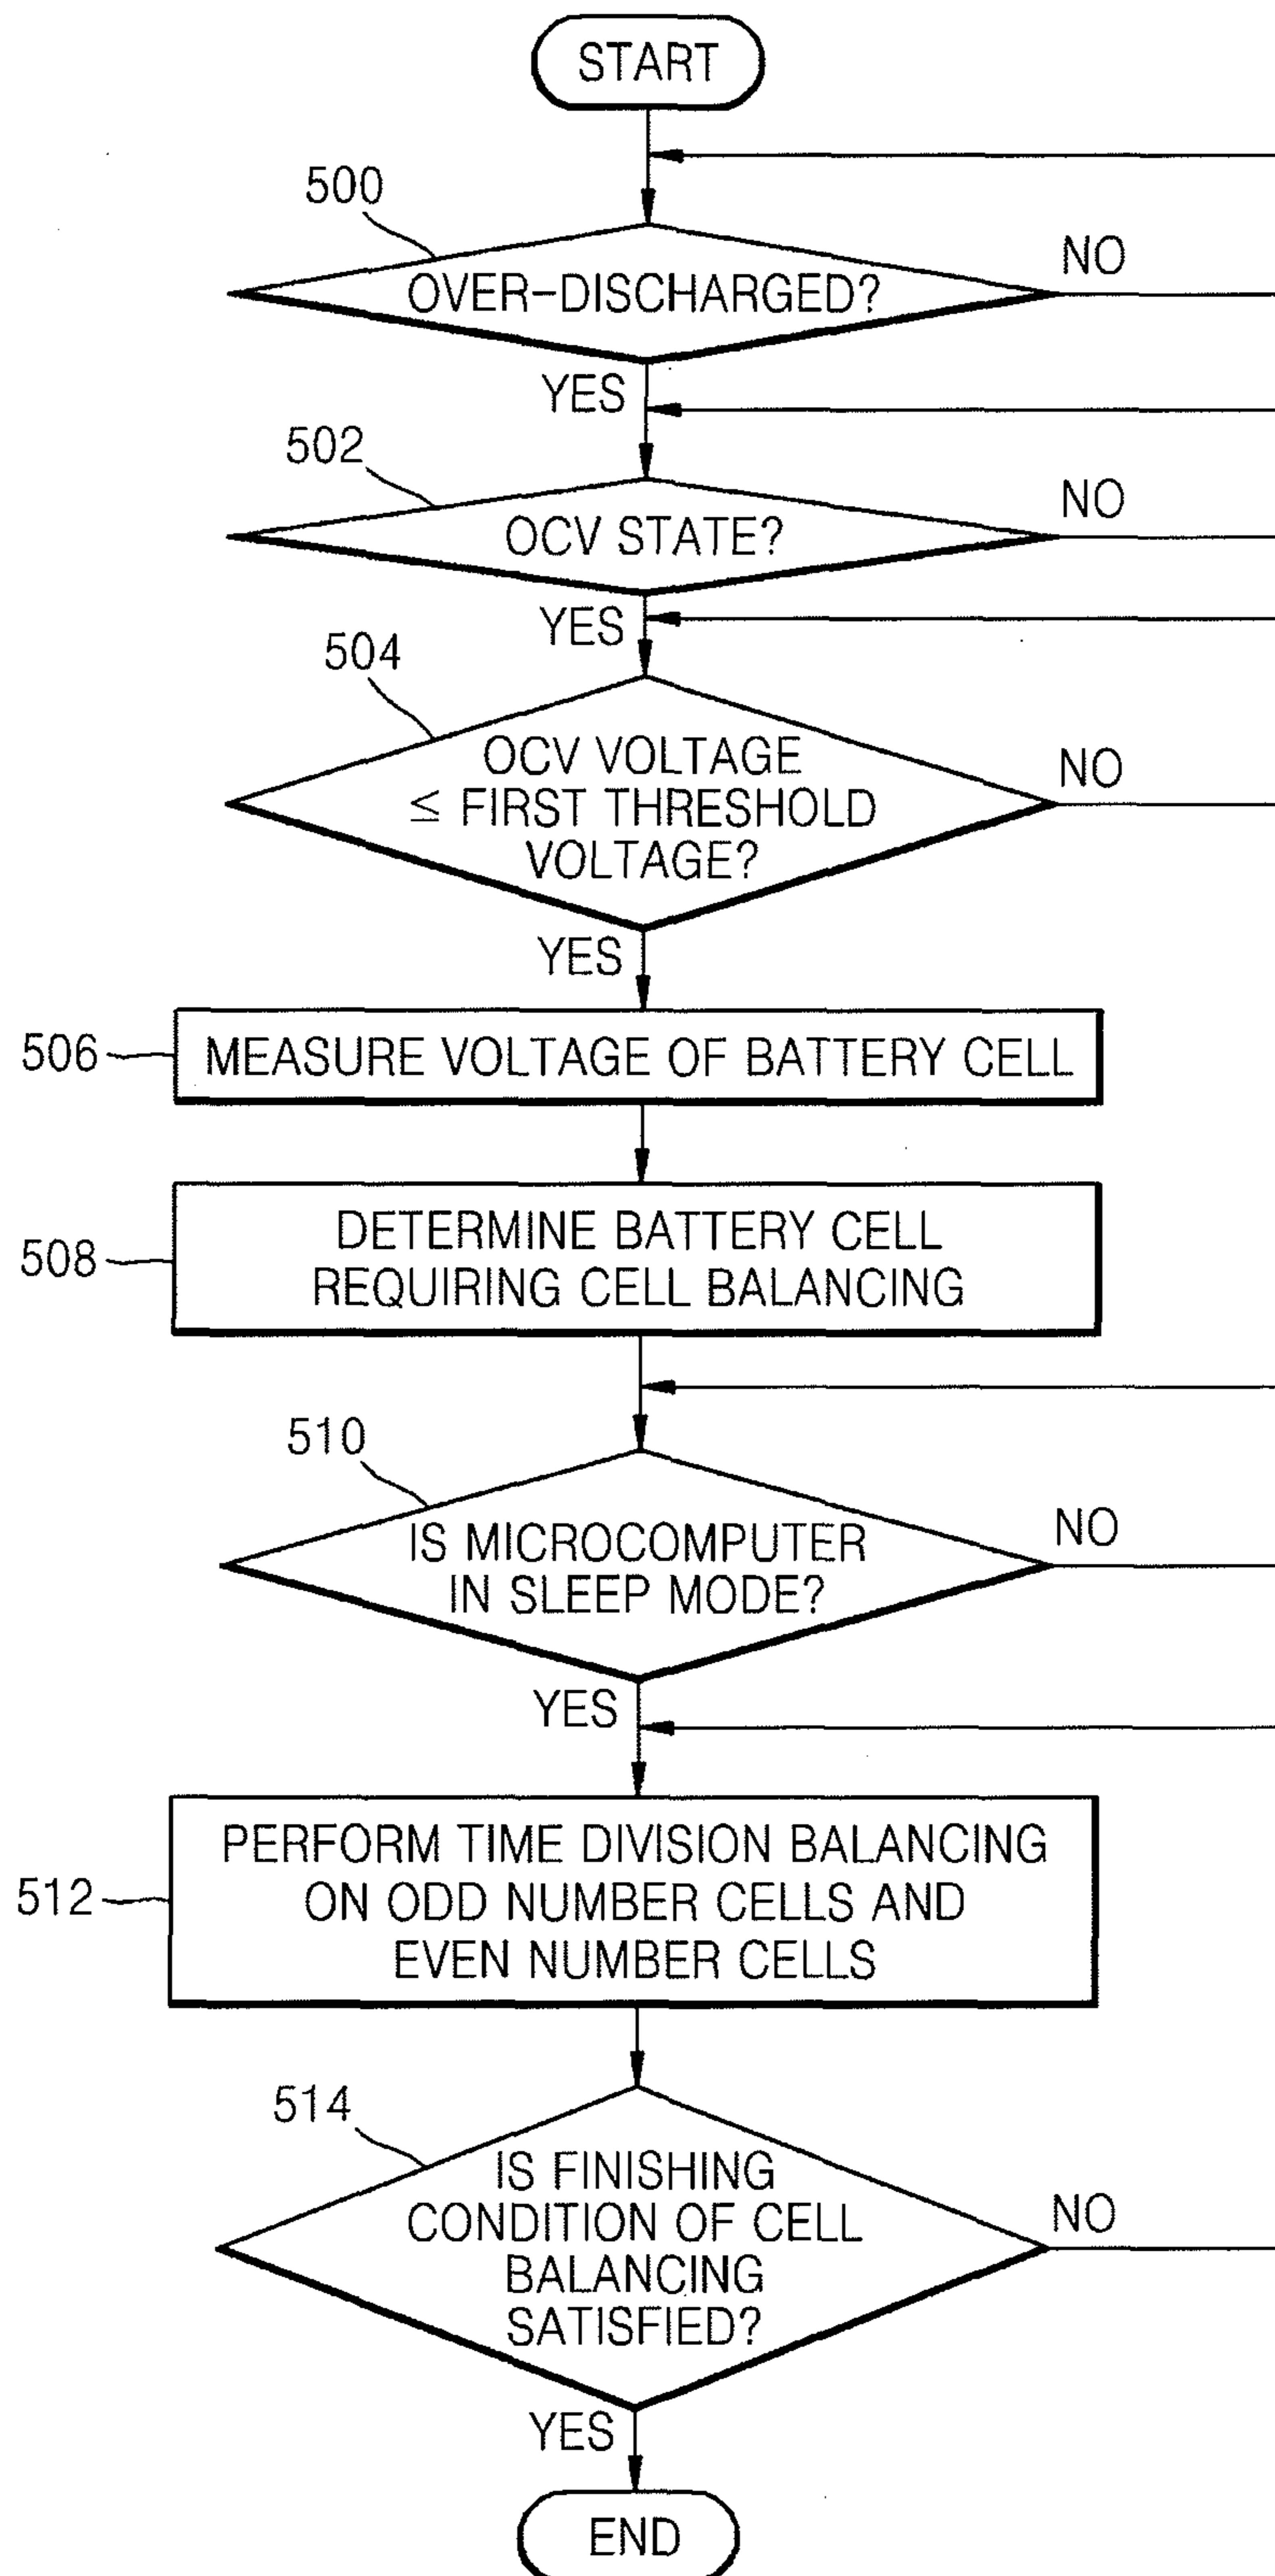 START
500
OVER-DISCHARGED?
NO
YES
502
OCV STATE?
NO
YES
504
OCV VOLTAGE
≤ FIRST THRESHOLD
VOLTAGE?
NO
YES
506
MEASURE VOLTAGE OF BATTERY CELL
508
DETERMINE BATTERY CELL
REQUIRING CELL BALANCING
510
IS MICROCOMPUTER
IN SLEEP MODE?
NO
YES
512
PERFORM TIME DIVISION BALANCING
ON ODD NUMBER CELLS AND
EVEN NUMBER CELLS
514
IS FINISHING
CONDITION OF CELL
BALANCING
SATISFIED?
NO
YES
END